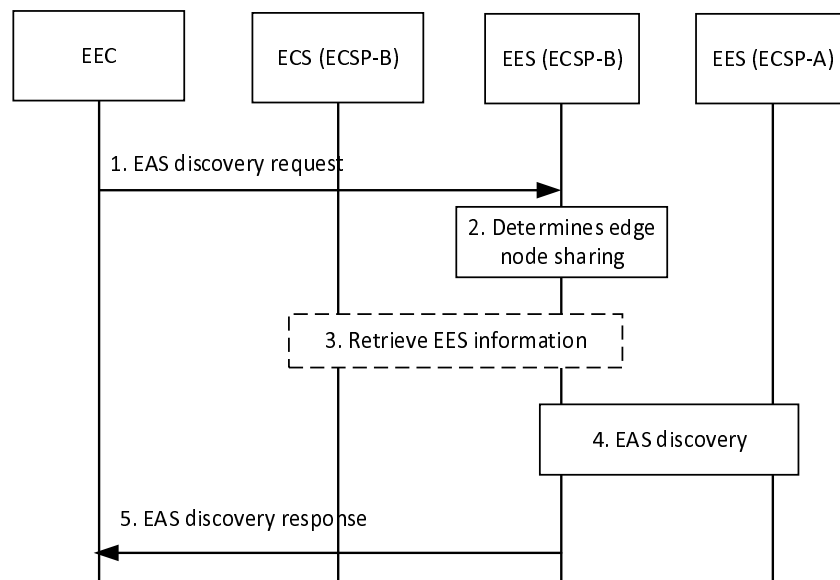 EEC
ECS (ECSP-B)
EES (ECSP-B)
EES (ECSP-A)
1. EAS discovery request
2. Determines edge
node sharing
3. Retrieve EES information
4. EAS discovery
5. EAS discovery response